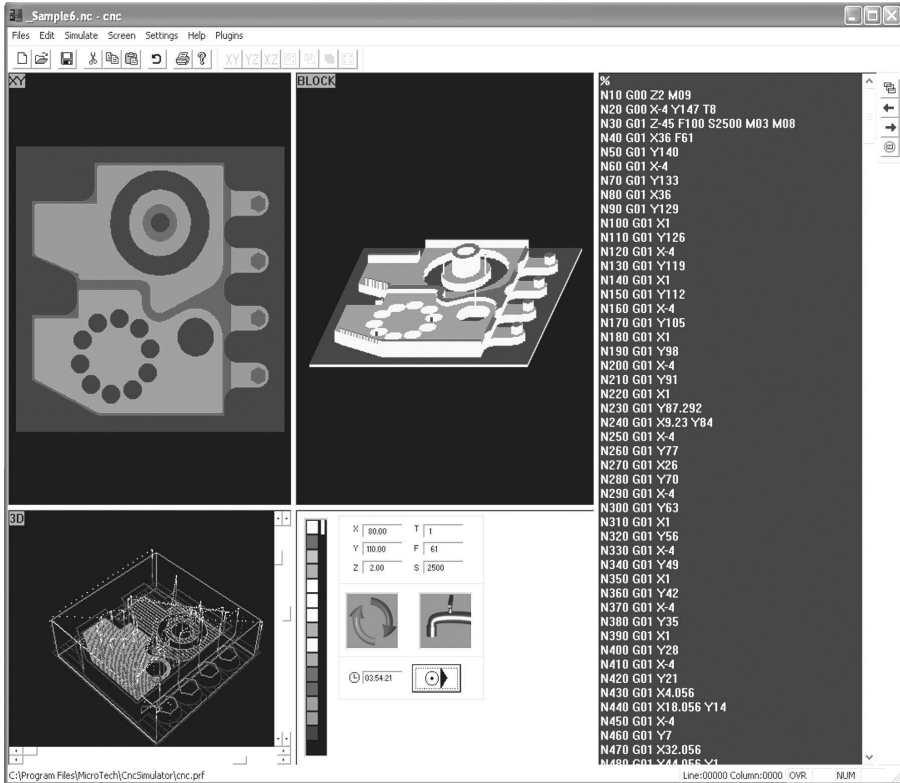 _Sample6.nc - cnc
Files Edit Simulate Screen Settings Help Plugins
XY YZ XZ
XY
BLOCK
%
N10 G00 Z2 M09
N20 G00 X-4 Y147 T8
N30 G01 Z-45 F100 S2500 M03 M08
N40 G01 X36 F61
N50 G01 Y140
N60 G01 X-4
N70 G01 Y133
N80 G01 X36
N90 G01 Y129
N100 G01 X1
N110 G01 Y126
N120 G01 X-4
N130 G01 Y119
N140 G01 X1
N150 G01 Y112
N160 G01 X-4
N170 G01 Y105
N180 G01 X1
N190 G01 Y98
N200 G01 X-4
N210 G01 Y91
N220 G01 X1
N230 G01 Y87.292
N240 G01 X9.23 Y84
N250 G01 X-4
N260 G01 Y77
N270 G01 X26
N280 G01 Y70
N290 G01 X-4
N300 G01 Y63
N310 G01 X1
N320 G01 Y56
N330 G01 X-4
N340 G01 Y49
N350 G01 X1
N360 G01 Y42
N370 G01 X-4
N380 G01 Y35
N390 G01 X1
N400 G01 Y28
N410 G01 X-4
N420 G01 Y21
N430 G01 X4.056
N440 G01 X18.056 Y14
N450 G01 X-4
N460 G01 Y7
N470 G01 X32.056
N480 G01 X44.056 Y1
3D
X 80.00 T 1
Y 110.00 F 61
Z 2.00 S 2500
03:54:21
C:\Program Files\MicroTech\CncSimulator\cnc.prf
Line:00000 Column:0000 OVR NUM